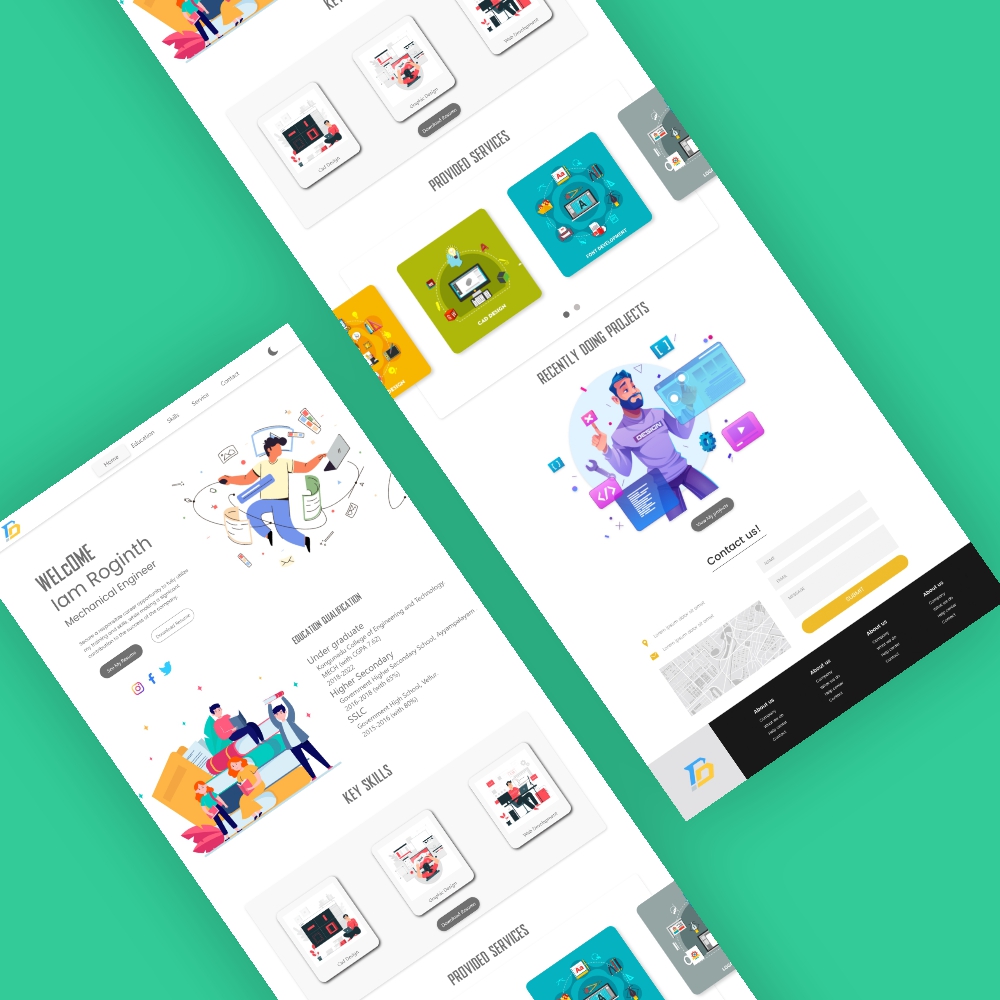 Home
Education
Skills
Service
Contact
WELcOME
Iam Roginth
Mechanical Engineer
Secure a responsible career opportunity to fully utilize
my training and skills, while making a significant
contribution to the success of the company.
See My Resume
Download Resume
EDUCATION QUALIFICATION
Under graduate
Kongunadu College of Engineering and Technology
MECH (with CGPA 7.62)
2018-2022
Higher Secondary
Government Higher Secondary School, Ayyampalayam
2016-2018 (with 65%)
SSLC
Government High School, Vellur.
2015-2016 (with 80%)
KEY SKILLS
Cad Design
Graphic Design
Web Development
Download Resume
PROVIDED SERVICES
Aa
A
KEY
Cad Design
Graphic Design
Web Development
Download Resume
PROVIDED SERVICES
DESIGN
CAD DESIGN
Aa
A
FONT DEVELOPMENT
RECENTLY DOING PROJECTS
DESIGN
View My projects
Contact us!
NAME
EMAIL
MESSAGE
SUBMIT
Lorem ipsum dolor sit amet
Lorem ipsum dolor sit amet
About us
Company
What we do
Help center
Contact
About us
Company
What we do
Help center
Contact
About us
Company
What we do
Help center
Contact
About us
Company
What we do
Help center
Contact